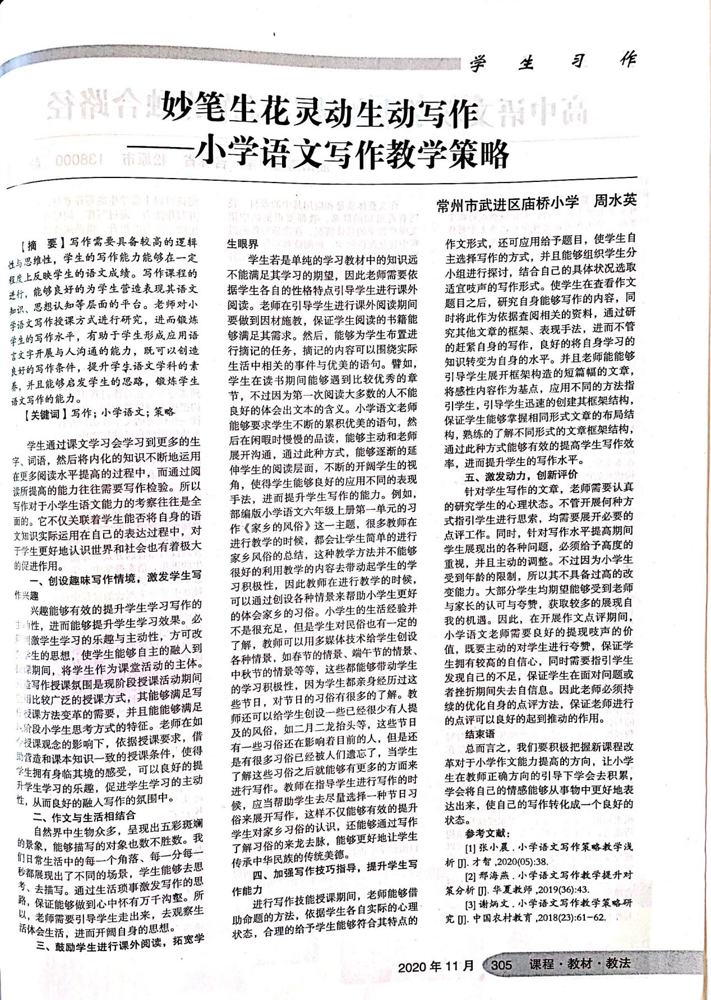 学生习作
妙笔生花灵动生动写作
——小学语文写作教学策略
常州市武进区庙桥小学 周水英
【摘 要】写作需要具备较高的逻辑
性与思维性，学生的写作能力能够在一定
程度上反映学生的语文成绩。写作课程的
进行，能够良好的为学生营造表现其语文
知识、思想认知等层面的平台。老师对小
学语文写作授课方式进行研究，进而锻炼
学生的写作水平，有助于学生形成应用语
言文字开展与人沟通的能力，既可以创造
良好的写作条件，提升学生语文学科的素
养，并且能够启发学生的思路，锻炼学生
语文写作的能力。
【关键词】写作；小学语文；策略
学生通过课文学习会学习到更多的生
字、词语，然后将内化的知识不断地运用
在更多阅读水平提高的过程中，而通过阅
读所提高的能力往往需要写作检验。所以
写作对于小学生语文能力的考察往往是全
面的。它不仅关联着学生能否将自身的语
文知识实际运用在自己的表达过程中，对
于学生更好地认识世界和社会也有着极大
的促进作用。
一、创设趣味写作情境，激发学生写
作兴趣
兴趣能够有效的提升学生学习写作的
主动性，进而能够提升学生学习效果。必
激学生学习的乐趣与主动性，方可改
学生的思想，使学生能够自主的融入到
课期间，将学生作为课堂活动的主体。
造写作授课氛围是现阶段授课活动期间
用比较广泛的授课方式，其能够满足写
作授课方法变革的需要，并且能能够满足
阶段小学生思考方式的特征。老师在如
今授课观念的影响下，依据授课要求，借
助营造和课本知识一致的授课条件，使得
学生拥有身临其境的感受，可以良好的提
升学生学习的乐趣，促进学生学习的主动
性，从而良好的融入写作的氛围中。
二、作文与生活相结合
自然界中生物众多，呈现出五彩斑斓
的景象，能够描写的对象也数不胜数。我
们日常生活中的每一个角落、每一分每一
秒都展现出了不同的场景，学生能够去思
考、去描写。通过生活琐事激发写作的思
路，保证能够做到心中怀有万千沟壑。所
以，老师需要引导学生走出来，去观察生
活体会生活，进而开阔自身的思想。
三、鼓励学生进行课外阅读，拓宽学
生眼界
学生若是单纯的学习教材中的知识远
不能满足其学习的期望，因此老师需要依
据学生各自的性格特点引导学生进行课外
阅读。老师在引导学生进行课外阅读期间
要做到因材施教，保证学生阅读的书籍能
够满足其需求。然后，能够为学生布置进
行摘记的任务，摘记的内容可以围绕实际
生活中相关的事件与优美的语句。譬如，
学生在读书期间能够遇到比较优秀的章
节，不过因为第一次阅读大多数的人不能
良好的体会出文本的含义。小学语文老师
能够要求学生不断的累积优美的语句，然
后在闲暇时慢慢的品读，能够主动和老师
展开沟通，通过此种方式，能够逐渐的延
伸学生的阅读层面，不断的开阔学生的视
角，使得学生能够良好的应用不同的表现
手法，进而提升学生写作的能力。例如，
部编版小学语文六年级上册第一单元的习
作《家乡的风俗》这一主题，很多教师在
进行教学的时候，都会让学生简单的进行
家乡风俗的总结，这种教学方法并不能够
很好的利用教学的内容去带动起学生的学
习积极性，因此教师在进行教学的时候，
可以通过创设各种情景来帮助小学生更好
的体会家乡的习俗。小学生的生活经验并
不是很充足，但是学生对民俗也有一定的
了解，教师可以用多媒体技术给学生创设
各种情景，如春节的情景、端午节的情景、
中秋节的情景等等，这些都能够带动学生
的学习积极性，因为学生都亲身经历过这
些节日，对节日的习俗有很多的了解。教
师还可以给学生创设一些已经很少有人提
及的风俗，如二月二龙抬头等，这些节日
有一些习俗还在影响着目前的人，但是还
是有很多习俗已经被人们遗忘了，当学生
了解这些习俗之后就能够有更多的方面来
进行写作。教师在指导学生进行写作的时
候，应当帮助学生去尽量选择一种节日习
俗来展开写作，这样不仅能够有效的提升
学生对家乡习俗的认识，还能够通过写作
了解习俗的来龙去脉，能够更好地让学生
传承中华民族的传统美德。
四、加强写作技巧指导，提升学生写
作能力
进行写作技能授课期间，老师能够借
助命题的方法，依据学生各自实际的心理
状态，合理的给予学生能够符合其特点的
作文形式，还可应用给予题目，使学生自
主选择写作的方式，并且能够组织学生分
小组进行探讨，结合自己的具体状况选取
适宜吱声的写作形式。使学生在查看作文
题目之后，研究自身能够写作的内容，同
时将此作为依据查阅相关的资料，通过研
究其他文章的框架、表现手法，进而不管
的赶紧自身的写作，良好的将自身学习的
知识转变为自身的水平。并且老师能能够
引导学生展开框架构造的短篇幅的文章，
将感性内容作为基点，应用不同的方法指
引学生，引导学生迅速的创建其框架结构，
保证学生能够掌握相同形式文章的布局结
构，熟练的了解不同形式的文章框架结构，
通过此种方式能够有效的提高学生写作效
率，进而提升学生的写作水平。
五、激发动力，创新评价
针对学生写作的文章，老师需要认真
的研究学生的心理状态。不管开展何种方
式指引学生进行思索，均需要展开必要的
点评工作。同时，针对写作水平提高期间
学生展现出的各种问题，必须给予高度的
重视，并且主动的调整。不过因为小学生
受到年龄的限制，所以其不具备过高的改
变能力。大部分学生均期望能够受到老师
与家长的认可与夸赞，获取较多的展现自
我的机遇。因此，在开展作文点评期间，
小学语文老师需要良好的提现吱声的价
值，既要主动的对学生进行夸赞，保证学
生拥有较高的自信心，同时需要指引学生
发现自己的不足，保证学生在面对问题或
者挫折期间失去自信息。因此老师必须持
续的优化自身的点评方法，保证老师进行
的点评可以良好的起到推动的作用。
结束语
总而言之，我们要积极把握新课程改
革对于小学作文能力提高的方向，让小学
生在教师正确方向的引导下学会去积累，
学会将自己的情感能够从事物中更好地表
达出来，使自己的写作转化成一个良好的
状态。
参考文献：
[1] 张小晨.小学语文写作策略教学浅
析 [J]. 才智 ,2020(05):38.
[2] 邢海燕.小学语文写作教学提升对
策分析 [J]. 华夏教师 ,2019(36):43.
[3] 谢炳文.小学语文写作教学策略研
究 [J]. 中国农村教育 ,2018(23):61-62.
2020 年 11 月 305 课程·教材·教法